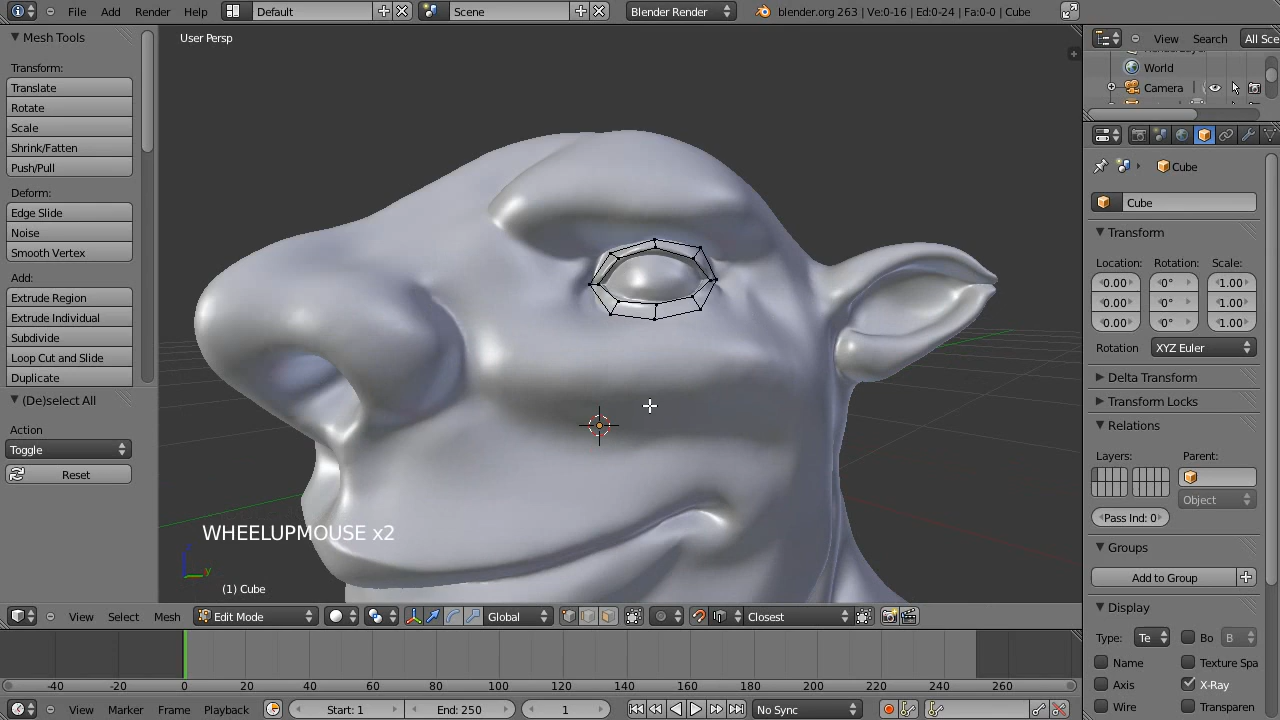 File Add Render Help Default Scene Blender Render blender.org 263 | Ve:0-16 | Ed:0-24 | Fa:0-0 | Cube
Mesh Tools
Transform:
Translate
Rotate
Scale
Shrink/Fatten
Push/Pull
Deform:
Edge Slide
Noise
Smooth Vertex
Add:
Extrude Region
Extrude Individual
Subdivide
Loop Cut and Slide
Duplicate
(De)select All
Action
Toggle
Reset
User Persp
WHEELUPMOUSE x2
y
(1) Cube
View Select Mesh Edit Mode Global Closest
-40 -20 0 20 40 60 80 100 120 140 160 180 200 220 240 260
View Marker Frame Playback Start: 1 End: 250 1 No Sync
View Search All Sce
World
Camera
Cube
Cube
Transform
Location: Rotation: Scale:
0.00 0° 1.00
0.00 0° 1.00
0.00 0° 1.00
Rotation XYZ Euler
Delta Transform
Transform Locks
Relations
Layers: Parent:
Object
Pass Ind: 0
Groups
Add to Group
Display
Type: Te Bo B
Name Texture Spa
Axis X-Ray
Wire Transparen